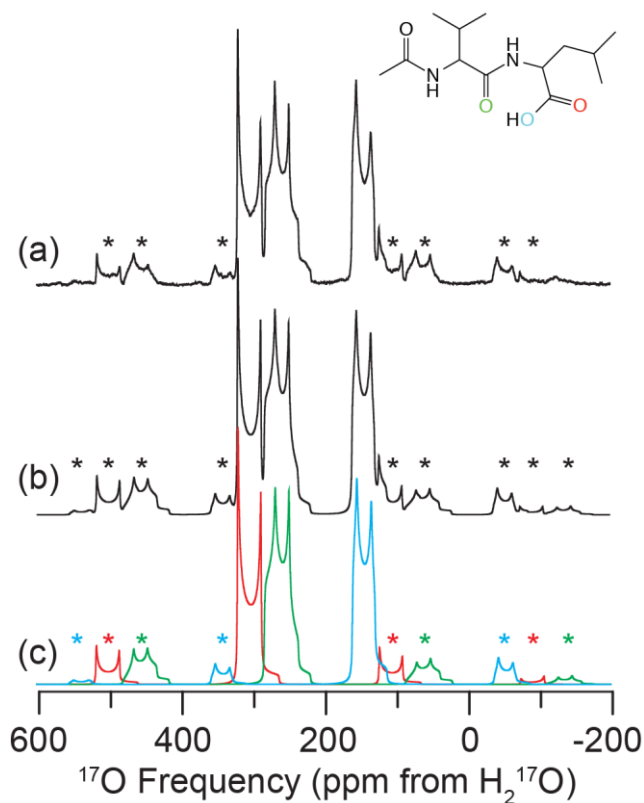 O
N
H
H
N
O
O
HO
(a) * * * * * * *
(b) * * * * * * * * *
(c) * * * * * * * * *
600 400 200 0 -200
¹⁷O Frequency (ppm from H₂¹⁷O)